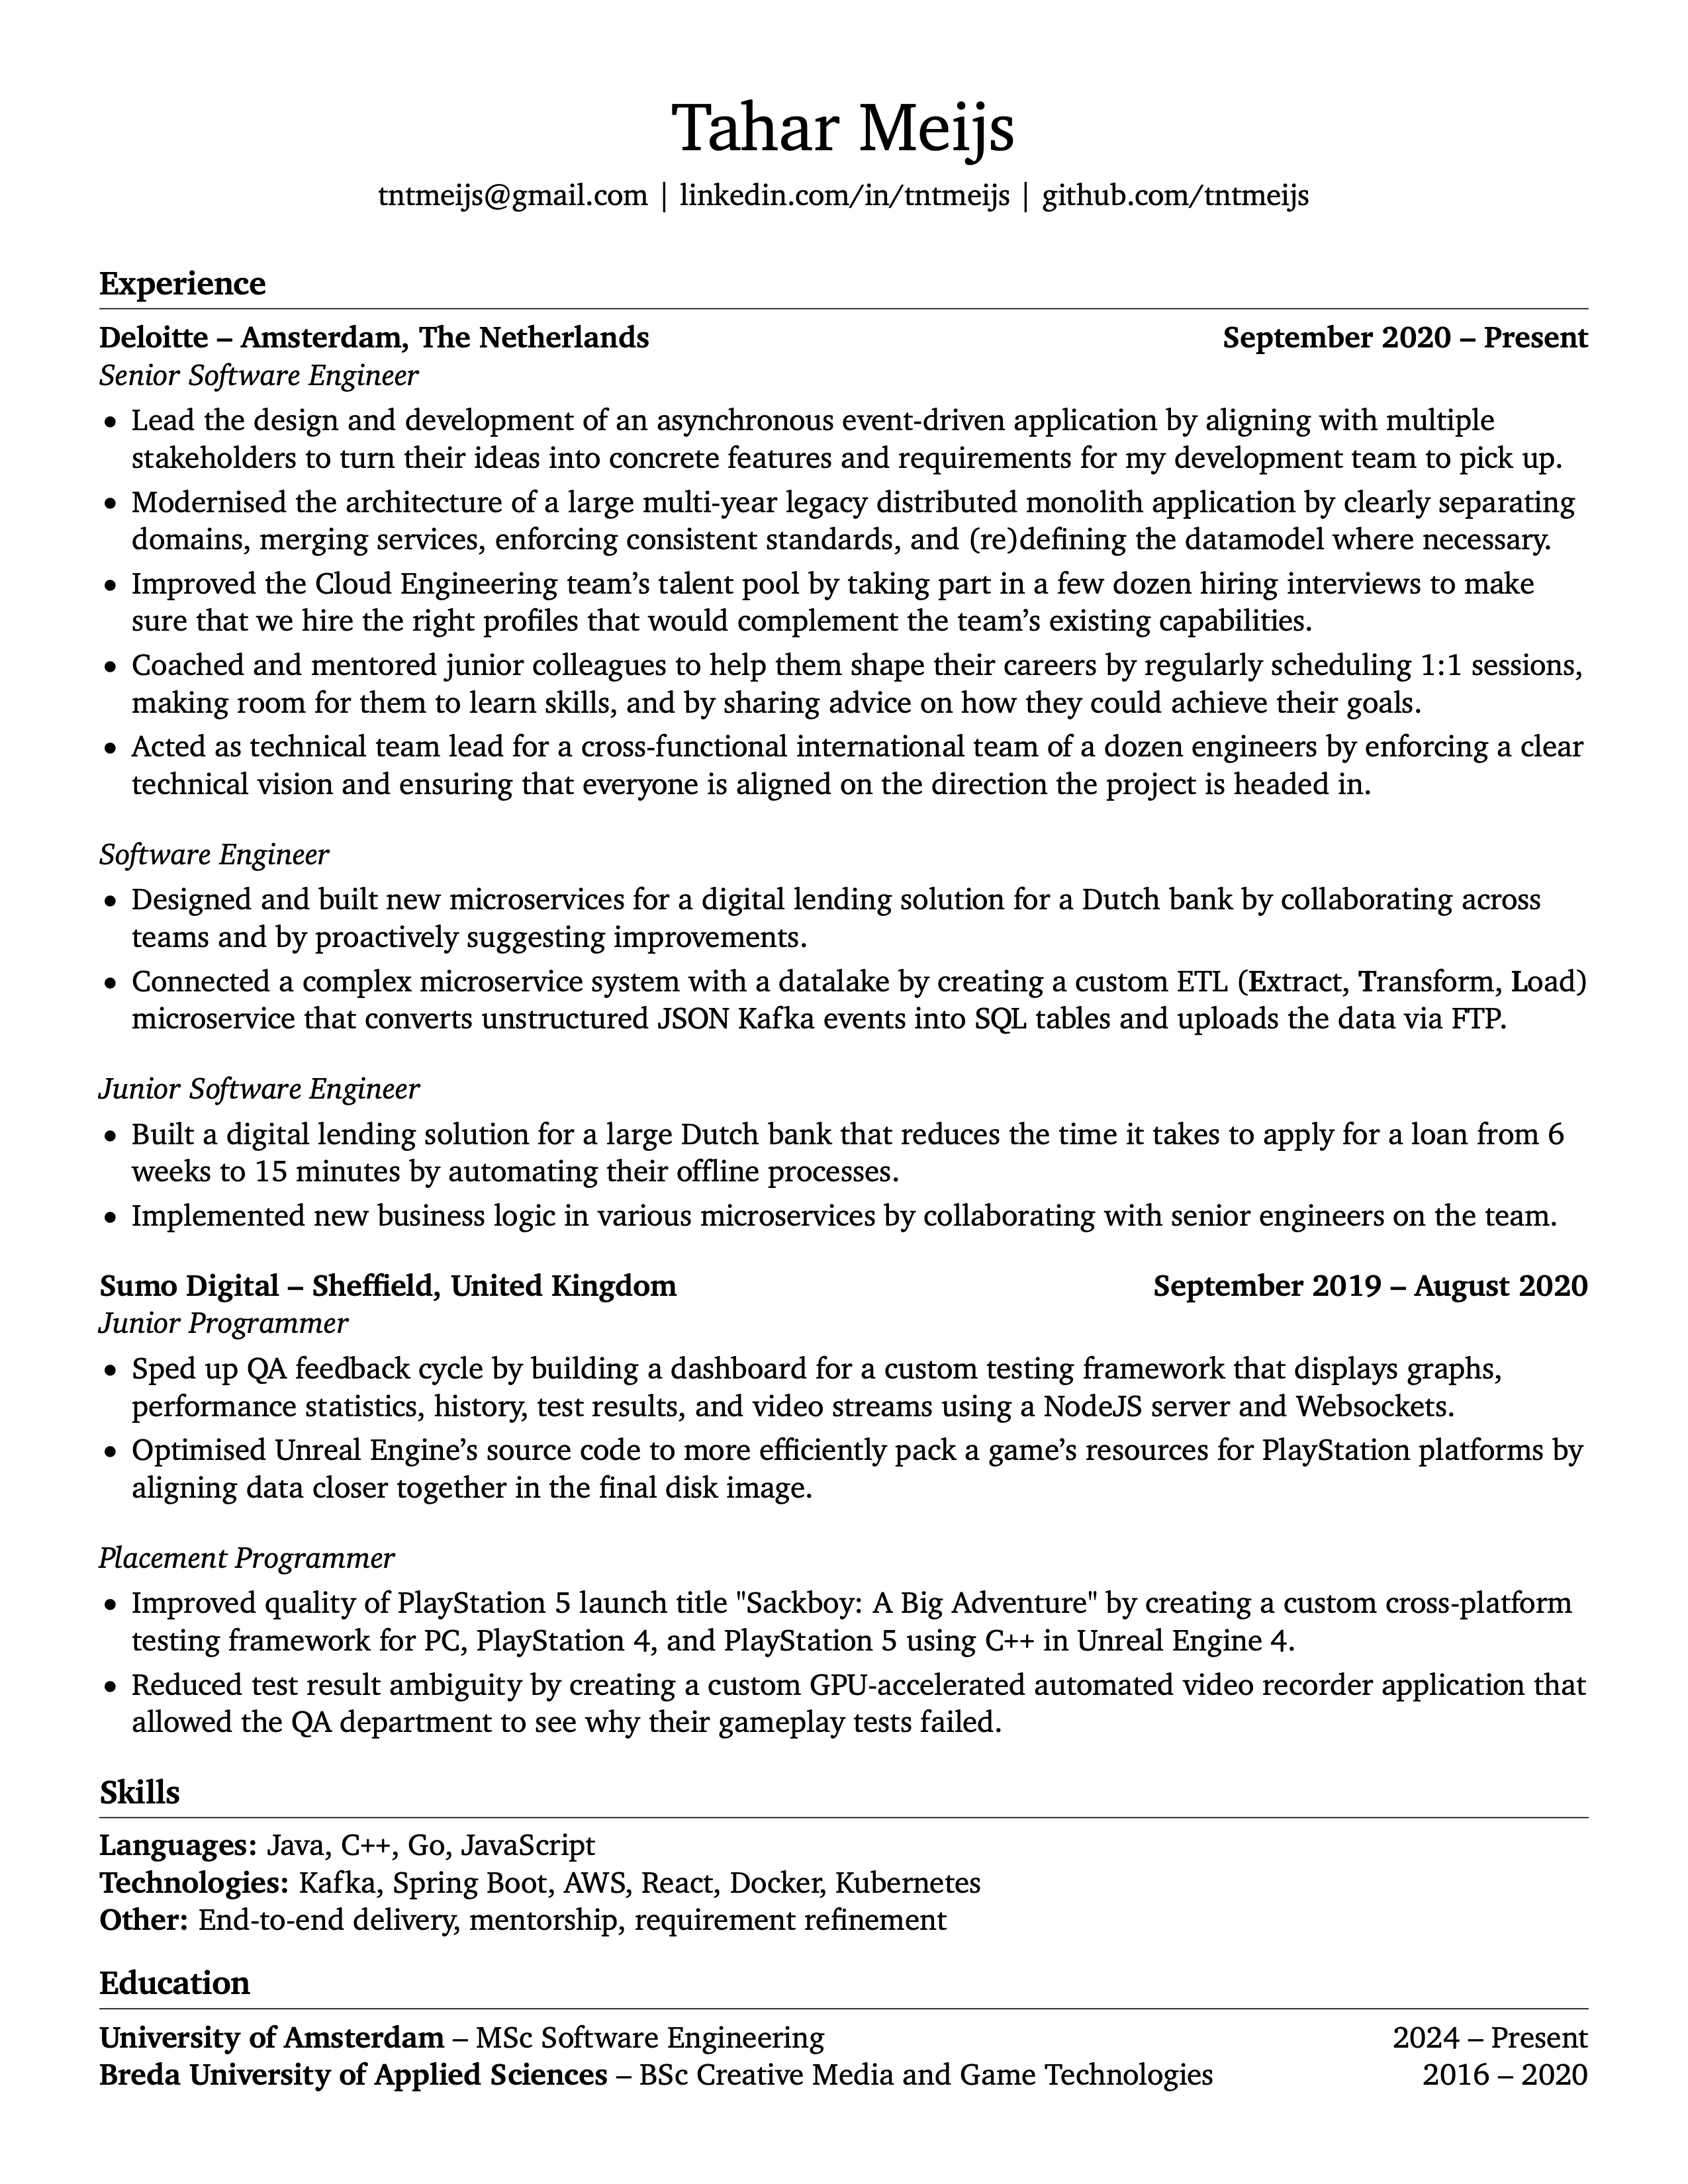 Tahar Meijs
tntmeijs@gmail.com | linkedin.com/in/tntmeijs | github.com/tntmeijs
Experience
Deloitte – Amsterdam, The Netherlands September 2020 – Present
Senior Software Engineer
• Lead the design and development of an asynchronous event-driven application by aligning with multiple
stakeholders to turn their ideas into concrete features and requirements for my development team to pick up.
• Modernised the architecture of a large multi-year legacy distributed monolith application by clearly separating
domains, merging services, enforcing consistent standards, and (re)defining the datamodel where necessary.
• Improved the Cloud Engineering team’s talent pool by taking part in a few dozen hiring interviews to make
sure that we hire the right profiles that would complement the team’s existing capabilities.
• Coached and mentored junior colleagues to help them shape their careers by regularly scheduling 1:1 sessions,
making room for them to learn skills, and by sharing advice on how they could achieve their goals.
• Acted as technical team lead for a cross-functional international team of a dozen engineers by enforcing a clear
technical vision and ensuring that everyone is aligned on the direction the project is headed in.
Software Engineer
• Designed and built new microservices for a digital lending solution for a Dutch bank by collaborating across
teams and by proactively suggesting improvements.
• Connected a complex microservice system with a datalake by creating a custom ETL (Extract, Transform, Load)
microservice that converts unstructured JSON Kafka events into SQL tables and uploads the data via FTP.
Junior Software Engineer
• Built a digital lending solution for a large Dutch bank that reduces the time it takes to apply for a loan from 6
weeks to 15 minutes by automating their offline processes.
• Implemented new business logic in various microservices by collaborating with senior engineers on the team.
Sumo Digital – Sheffield, United Kingdom September 2019 – August 2020
Junior Programmer
• Sped up QA feedback cycle by building a dashboard for a custom testing framework that displays graphs,
performance statistics, history, test results, and video streams using a NodeJS server and Websockets.
• Optimised Unreal Engine’s source code to more efficiently pack a game’s resources for PlayStation platforms by
aligning data closer together in the final disk image.
Placement Programmer
• Improved quality of PlayStation 5 launch title "Sackboy: A Big Adventure" by creating a custom cross-platform
testing framework for PC, PlayStation 4, and PlayStation 5 using C++ in Unreal Engine 4.
• Reduced test result ambiguity by creating a custom GPU-accelerated automated video recorder application that
allowed the QA department to see why their gameplay tests failed.
Skills
Languages: Java, C++, Go, JavaScript
Technologies: Kafka, Spring Boot, AWS, React, Docker, Kubernetes
Other: End-to-end delivery, mentorship, requirement refinement
Education
University of Amsterdam – MSc Software Engineering 2024 – Present
Breda University of Applied Sciences – BSc Creative Media and Game Technologies 2016 – 2020